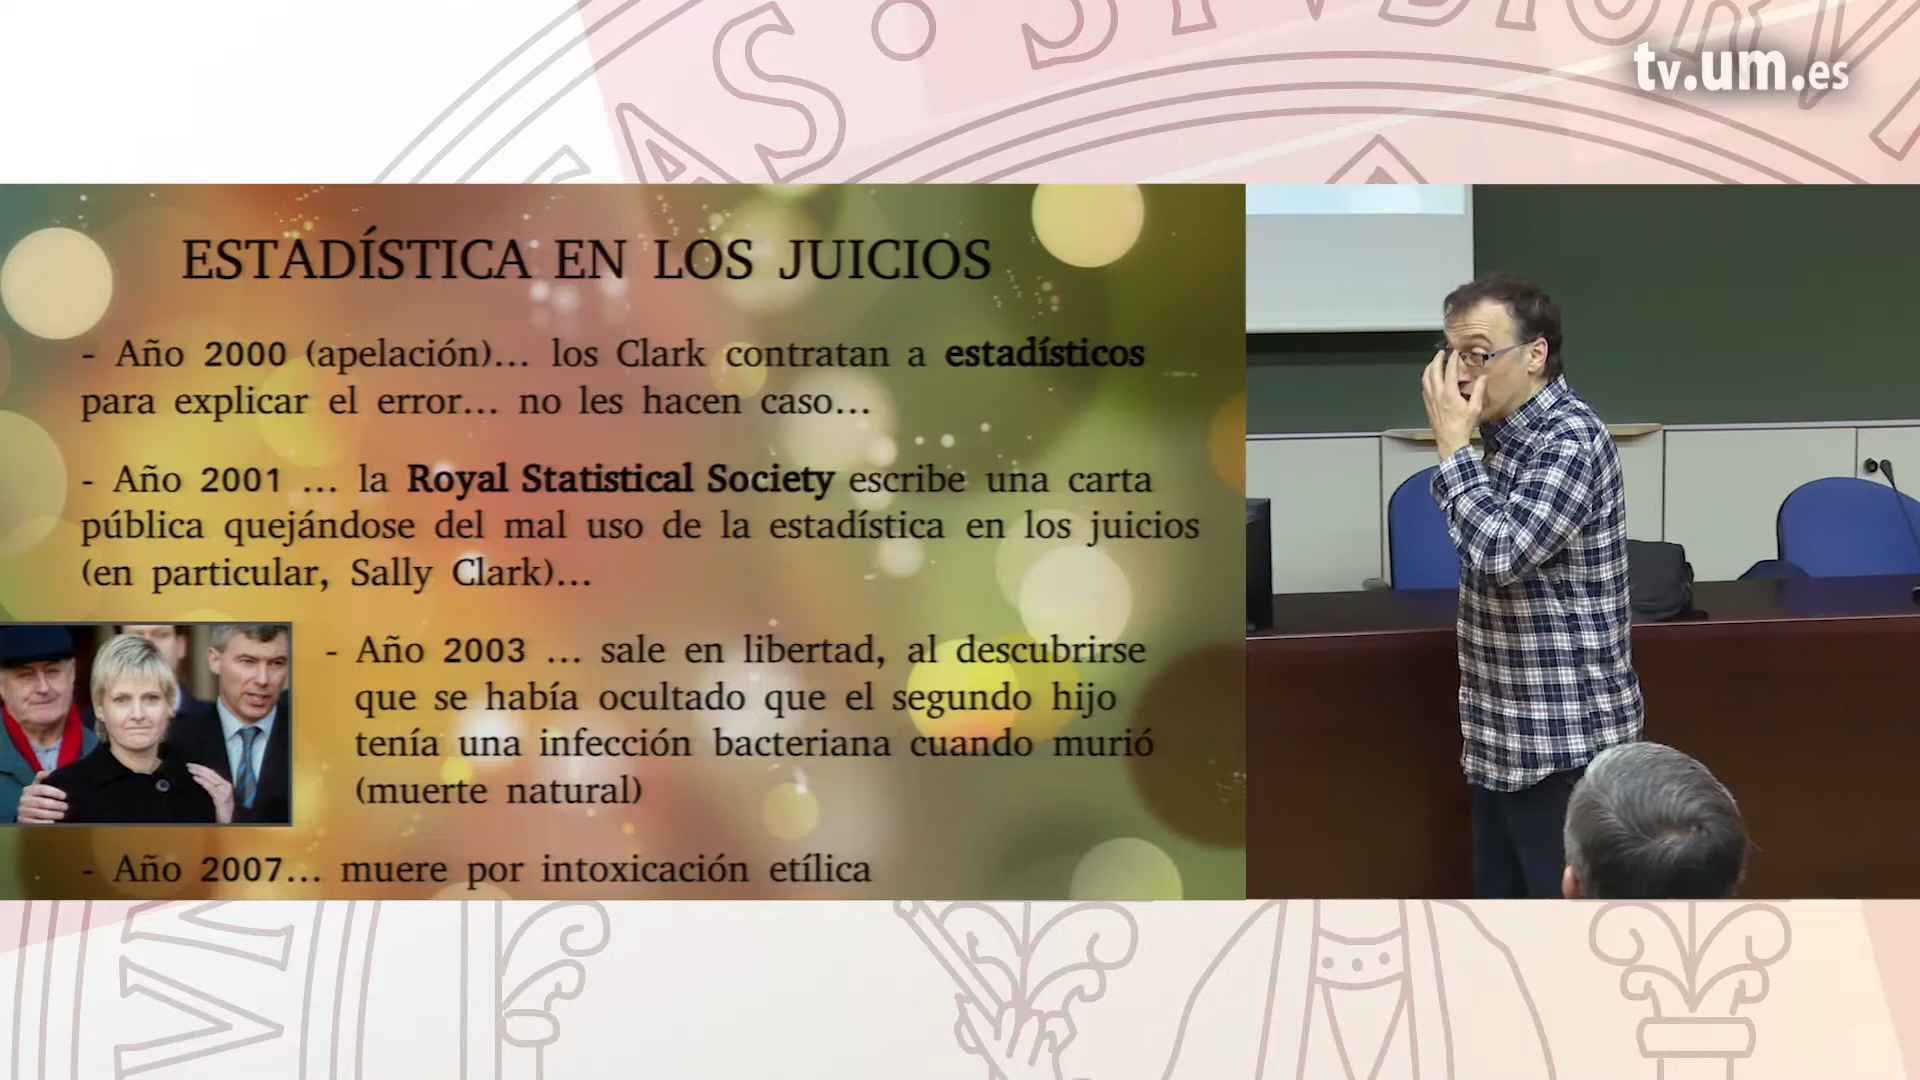 AS · STVDIORV
tv.um.es
ESTADÍSTICA EN LOS JUICIOS
- Año 2000 (apelación)... los Clark contratan a estadísticos
para explicar el error... no les hacen caso...
- Año 2001 ... la Royal Statistical Society escribe una carta
pública quejándose del mal uso de la estadística en los juicios
(en particular, Sally Clark)...
- Año 2003 ... sale en libertad, al descubrirse
que se había ocultado que el segundo hijo
tenía una infección bacteriana cuando murió
(muerte natural)
- Año 2007... muere por intoxicación etílica